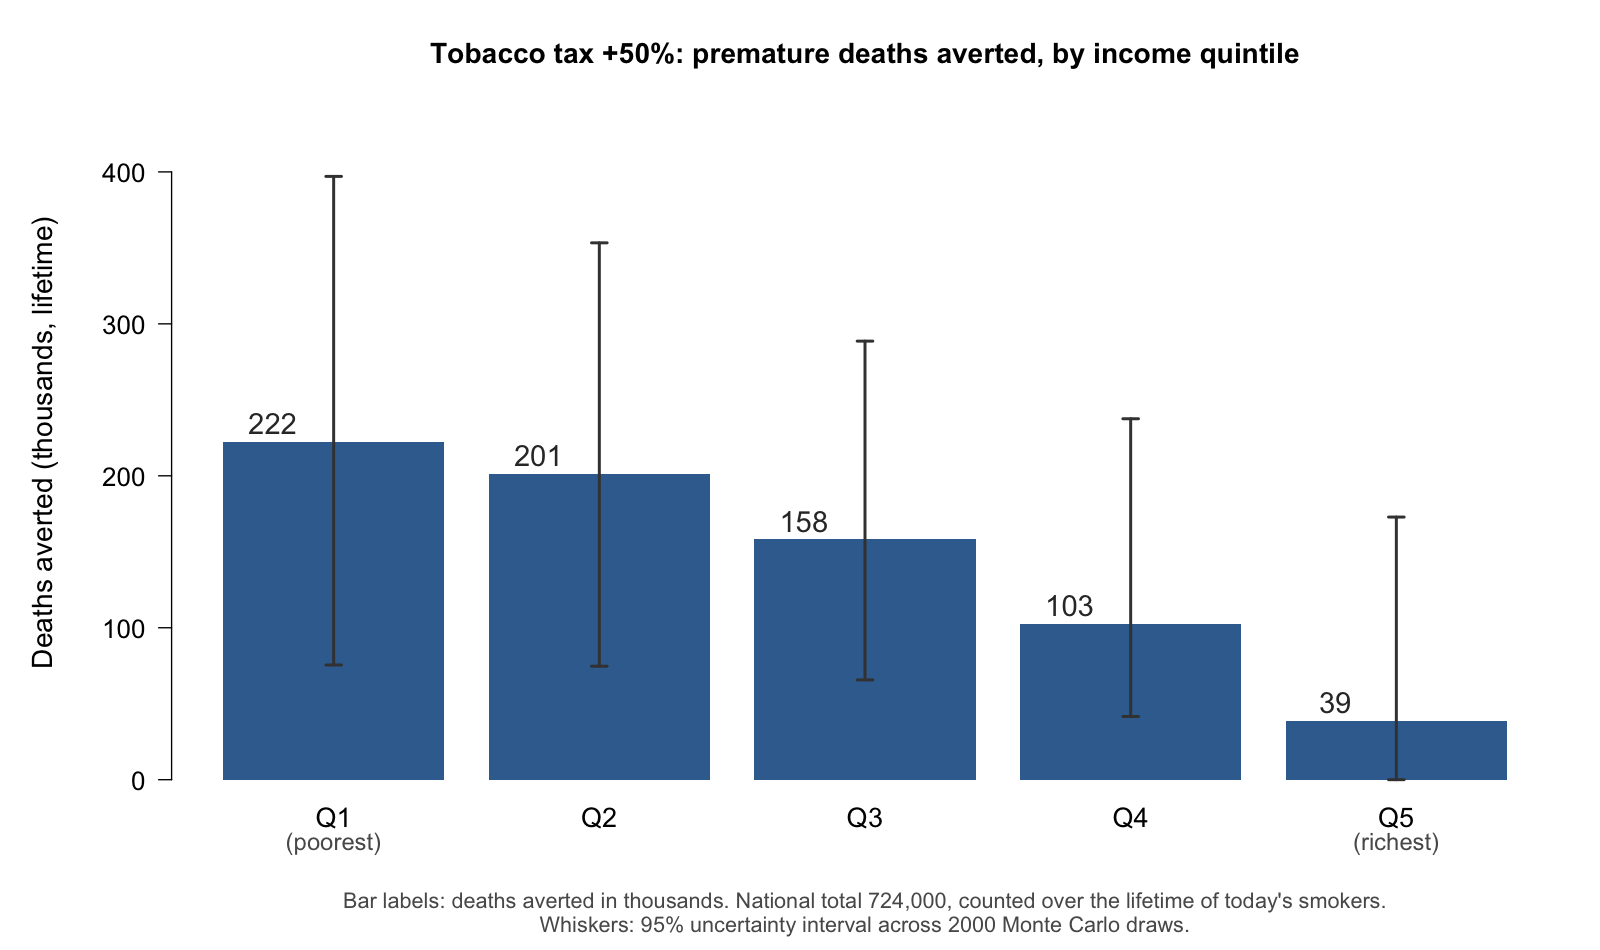 Tobacco tax +50%: premature deaths averted, by income quintile
Deaths averted (thousands, lifetime)
400
300
200
100
0
222
201
158
103
39
Q1
(poorest)
Q2
Q3
Q4
Q5
(richest)
Bar labels: deaths averted in thousands. National total 724,000, counted over the lifetime of today's smokers.
Whiskers: 95% uncertainty interval across 2000 Monte Carlo draws.